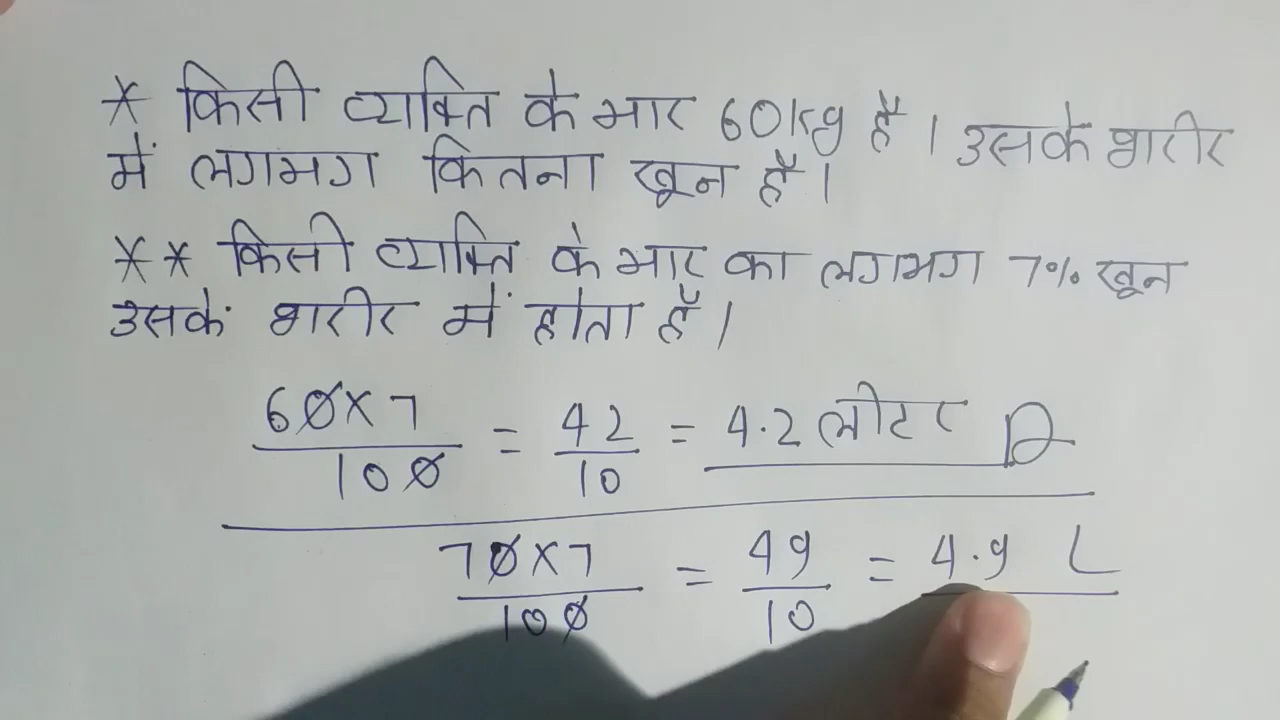 * किसी व्यक्ति के भार 60kg है। उसके शरीर
में लगभग कितना खून है।
** किसी व्यक्ति के भार का लगभग 7% खून
उसके शरीर में होता है।
60×7/100 = 42/10 = 4.2 लीटर
70×7/100 = 49/10 = 4.9 L